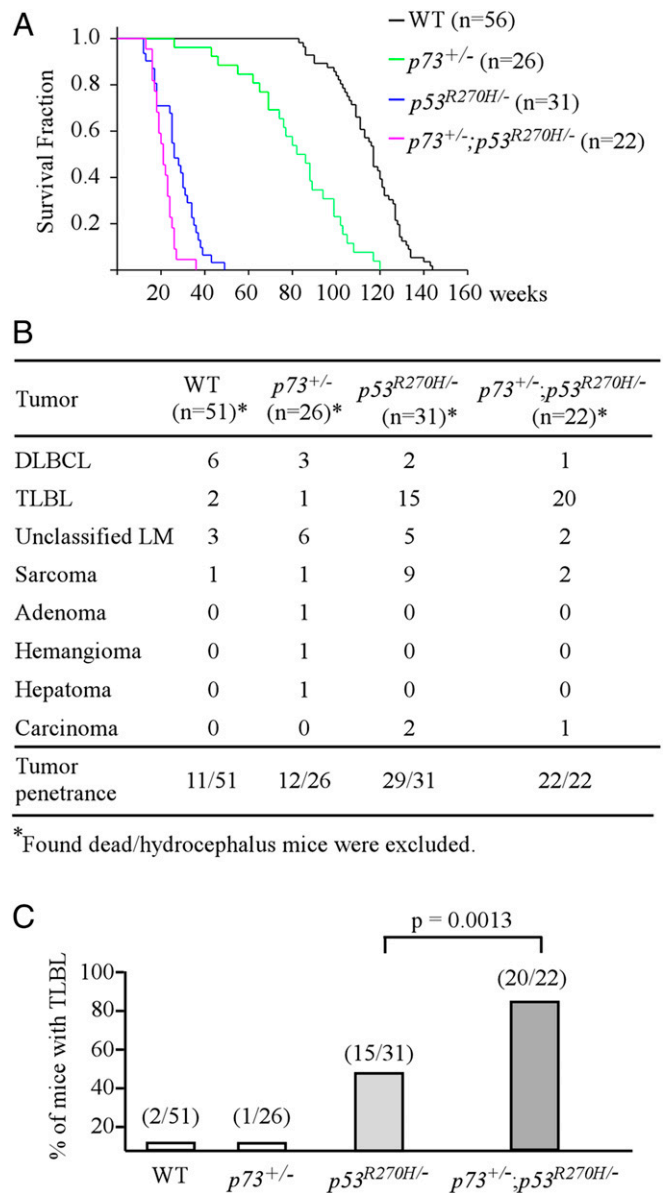 A
WT (n=56)
p73+/- (n=26)
p53R270H/- (n=31)
p73+/-;p53R270H/- (n=22)
Survival Fraction
1.0
0.8
0.6
0.4
0.2
20 40 60 80 100 120 140 160 weeks
B
Tumor WT (n=51)* p73+/- (n=26)* p53R270H/- (n=31)* p73+/-;p53R270H/- (n=22)*
DLBCL 6 3 2 1
TLBL 2 1 15 20
Unclassified LM 3 6 5 2
Sarcoma 1 1 9 2
Adenoma 0 1 0 0
Hemangioma 0 1 0 0
Hepatoma 0 1 0 0
Carcinoma 0 0 2 1
Tumor penetrance 11/51 12/26 29/31 22/22
*Found dead/hydrocephalus mice were excluded.
C
p = 0.0013
% of mice with TLBL
100
80
60
40
20
(2/51) (1/26) (15/31) (20/22)
WT p73+/- p53R270H/- p73+/-;p53R270H/-